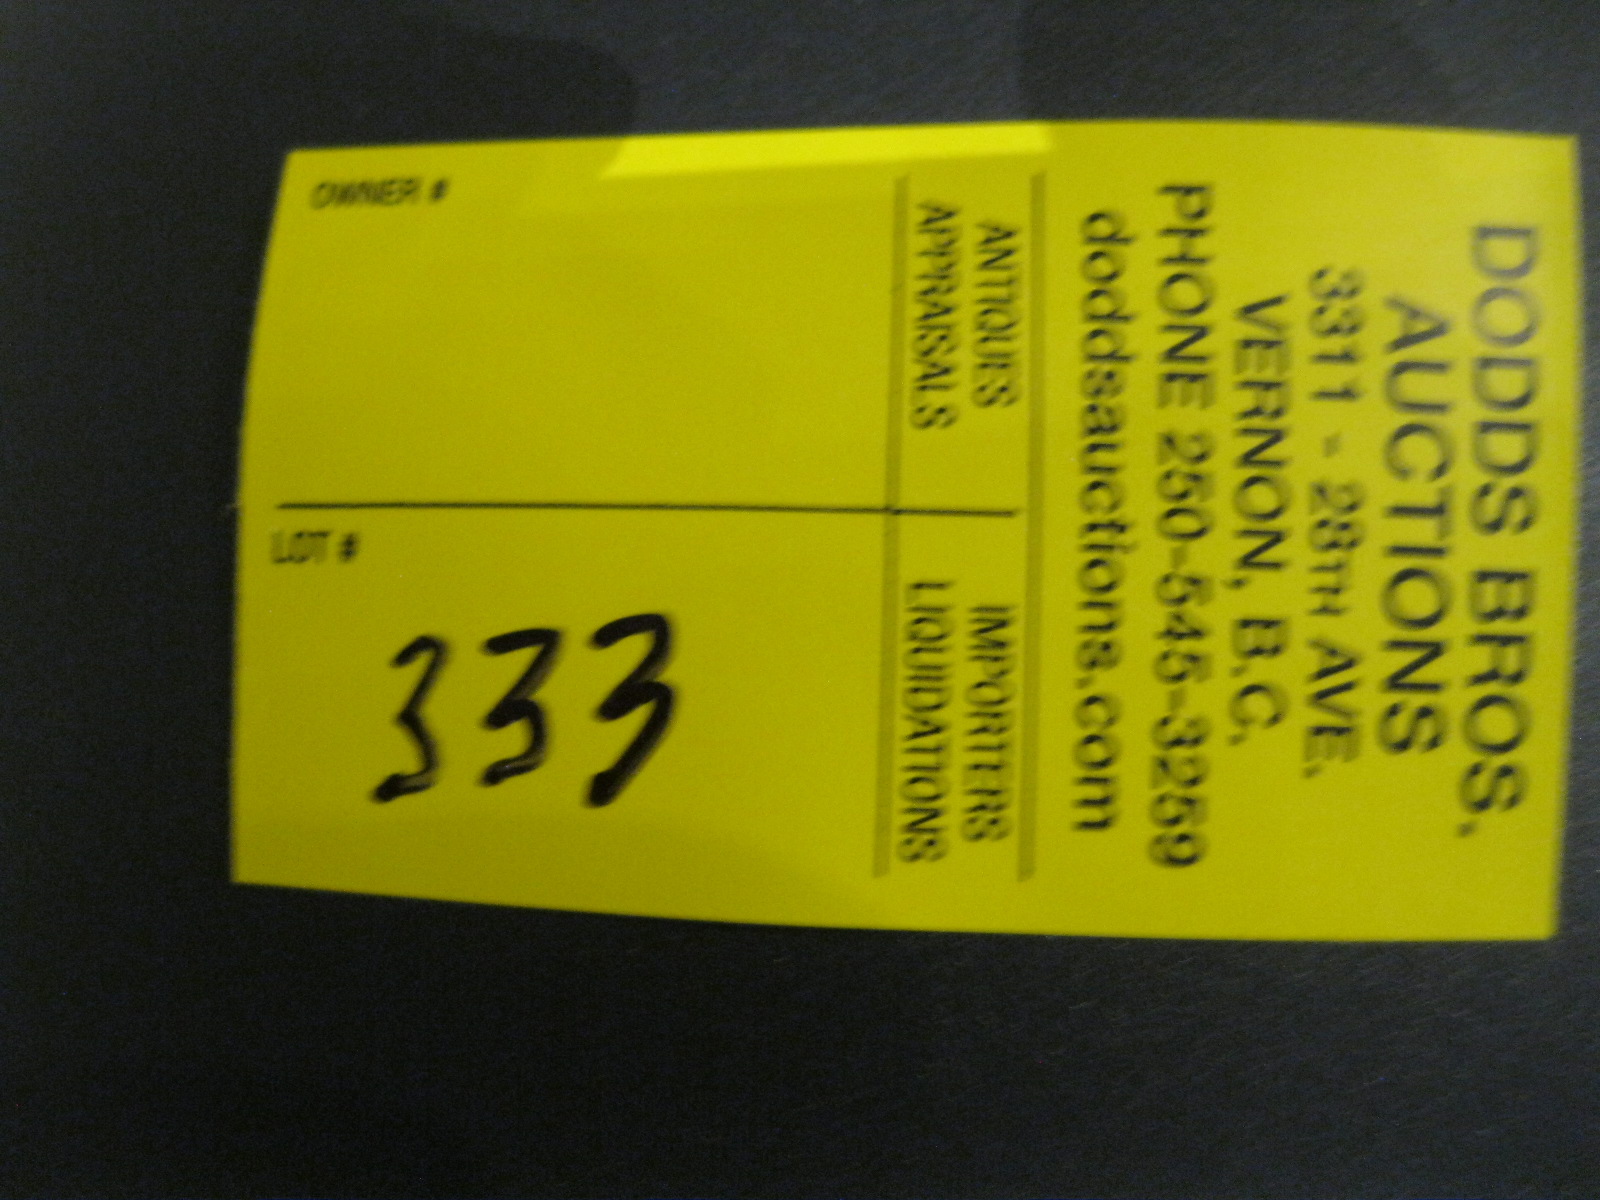 DODDS BROS.
AUCTIONS
3311 - 28TH AVE.
VERNON, B.C.
PHONE 250-545-3259
doddsauctions.com
ANTIQUES IMPORTERS
APPRAISALS LIQUIDATIONS
OWNER #
LOT #
333